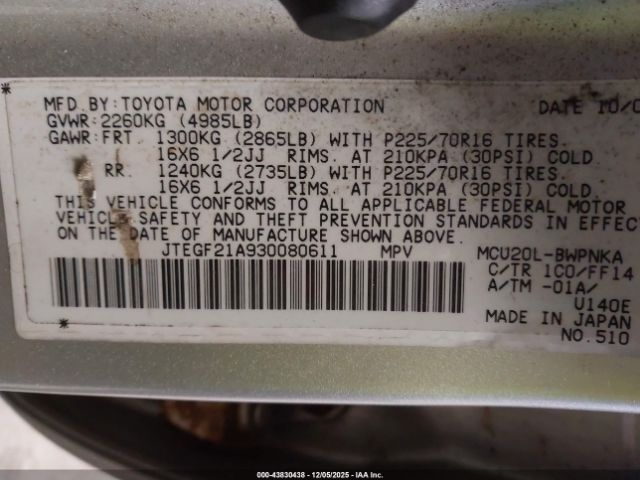 MFD.BY:TOYOTA MOTOR CORPORATION DATE 10/0
GVWR:2260KG (4985LB)
GAWR:FRT. 1300KG (2865LB) WITH P225/70R16 TIRES.
16X6 1/2JJ RIMS. AT 210KPA (30PSI) COLD.
RR. 1240KG (2735LB) WITH P225/70R16 TIRES.
16X6 1/2JJ RIMS. AT 210KPA (30PSI) COLD.
THIS VEHICLE CONFORMS TO ALL APPLICABLE FEDERAL MOTOR
VEHICLE SAFETY AND THEFT PREVENTION STANDARDS IN EFFEC
ON THE DATE OF MANUFACTURE SHOWN ABOVE.
*JTEGF21A930080611* MPV MCU20L-BWPNKA
C/TR 1C0/FF14
A/TM -01A/
U140E
MADE IN JAPAN
NO.510
000-43830438 - 12/05/2025 - IAA Inc.